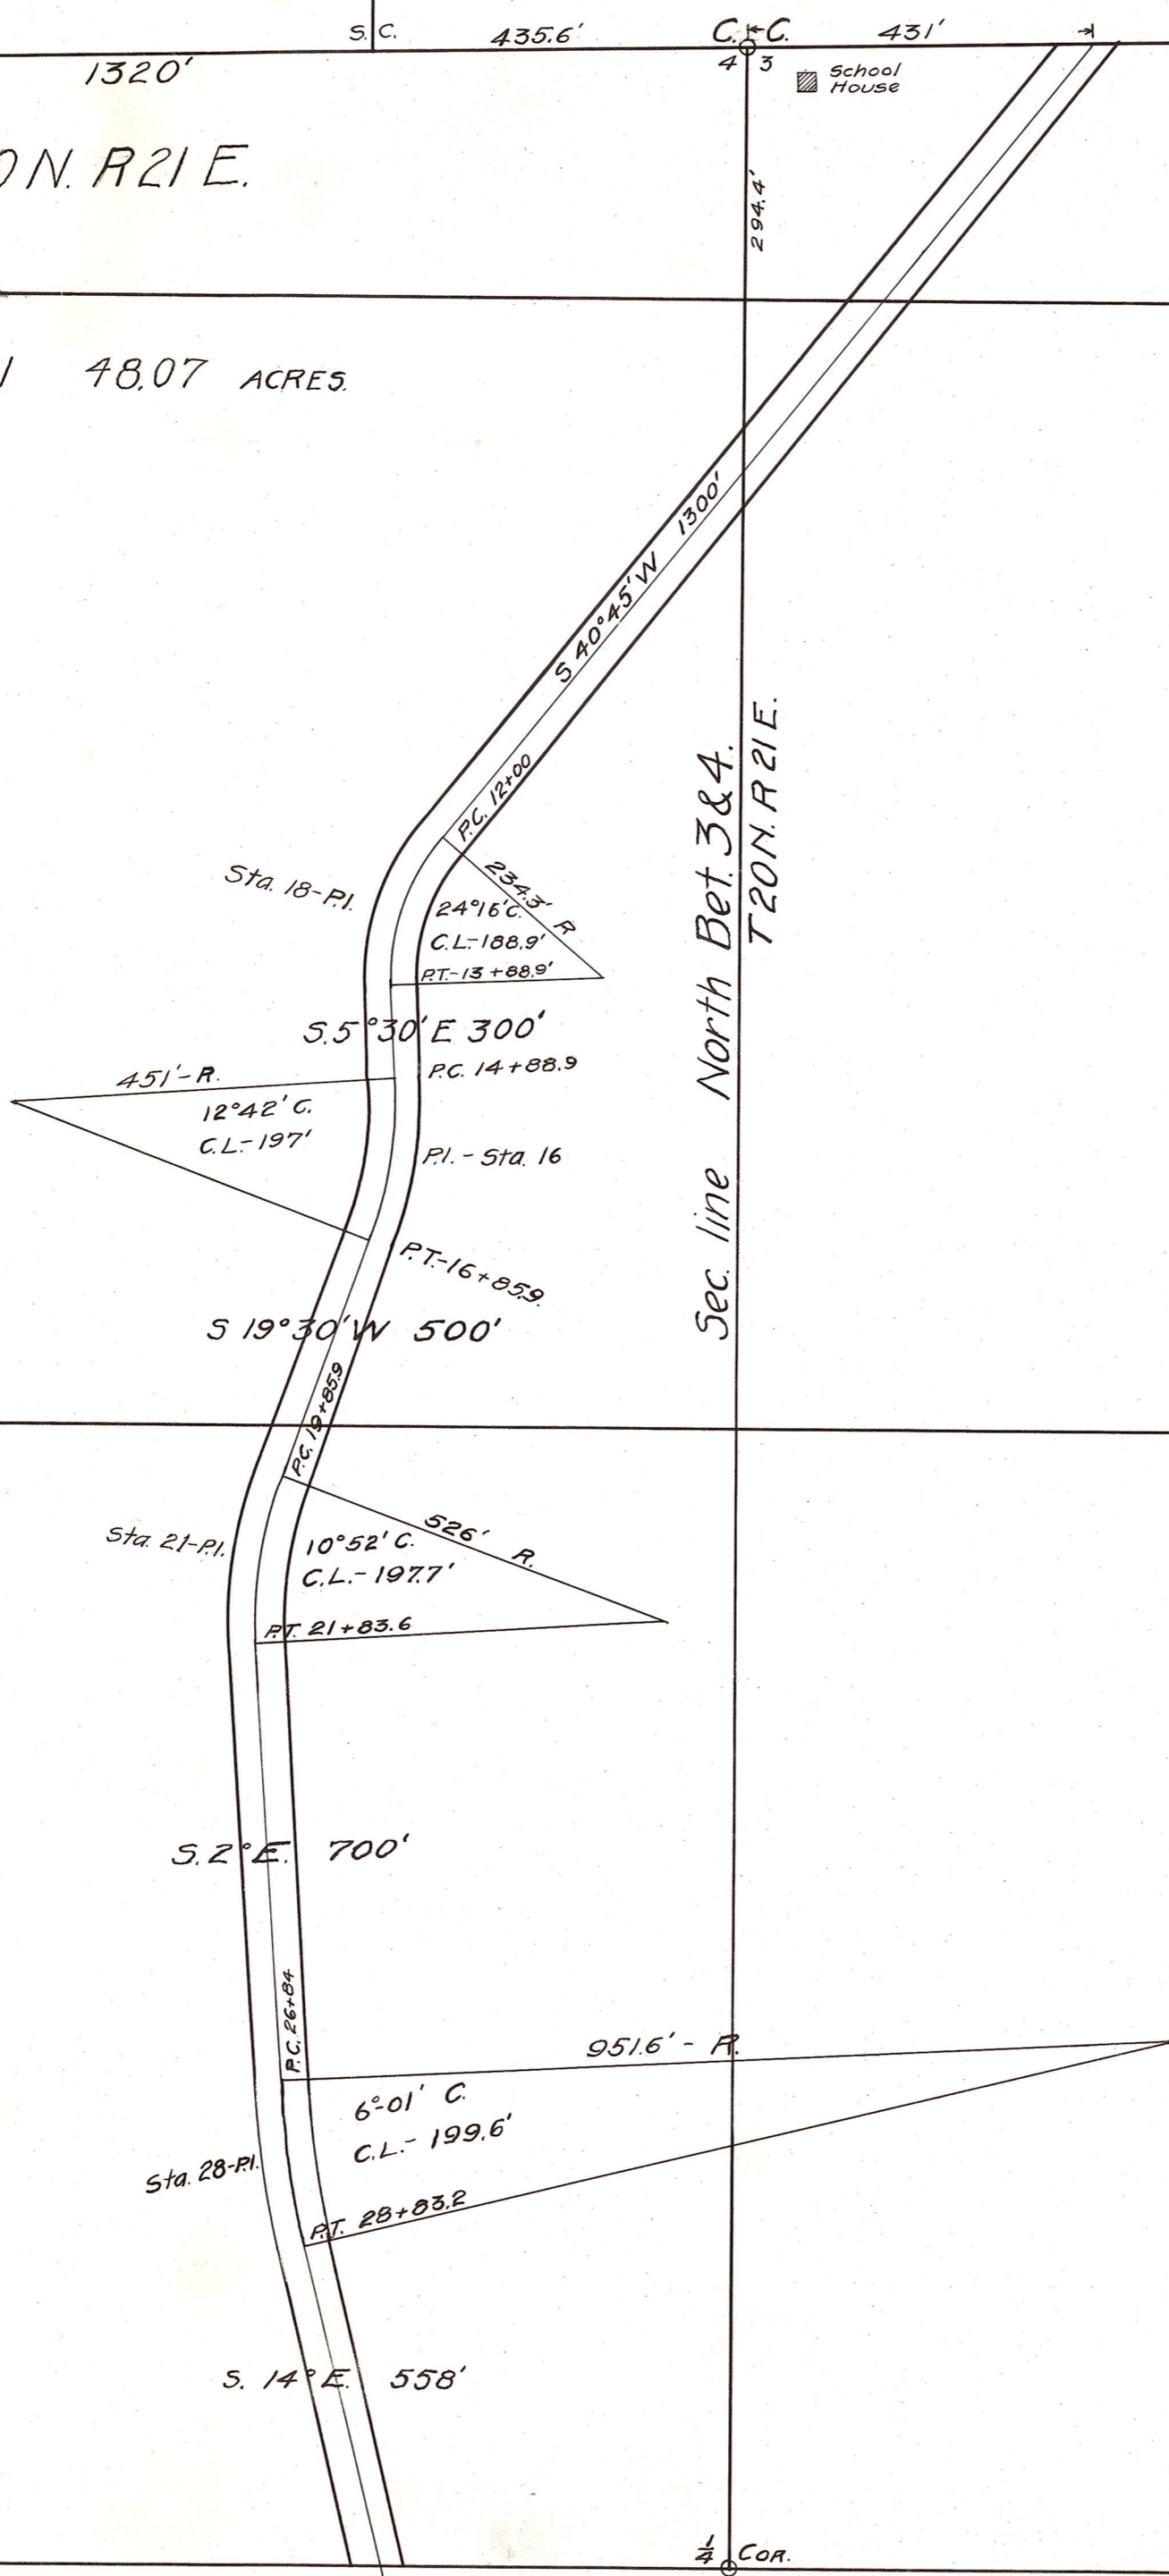 S. C. 435.6' C. C. 431'
1320'
4 3
School
House
N. R 21 E.
294.4'
48.07 ACRES.
S 40°45' W 1300'
P.C. 12+00
Sec. line North Bet. 3 & 4.
T 20 N. R 21 E.
Sta. 18-P.I.
234.3' R
24°16' C.
C.L.-188.9'
P.T.-13+88.9'
S. 5°30' E 300'
P.C. 14+88.9
451'-R.
12°42' C.
C.L.-197'
P.I. - Sta. 16
P.T.-16+85.9.
S 19°30' W 500'
P.C. 19+85.9
Sta. 21-P.I.
526' R.
10°52' C.
C.L.-197.7'
P.T. 21+83.6
S. 2° E. 700'
P.C. 26+84
951.6' - R.
6°-01' C.
C.L.- 199.6'
Sta. 28-P.I.
P.T. 28+83.2
S. 14° E. 558'
1/4 COR.